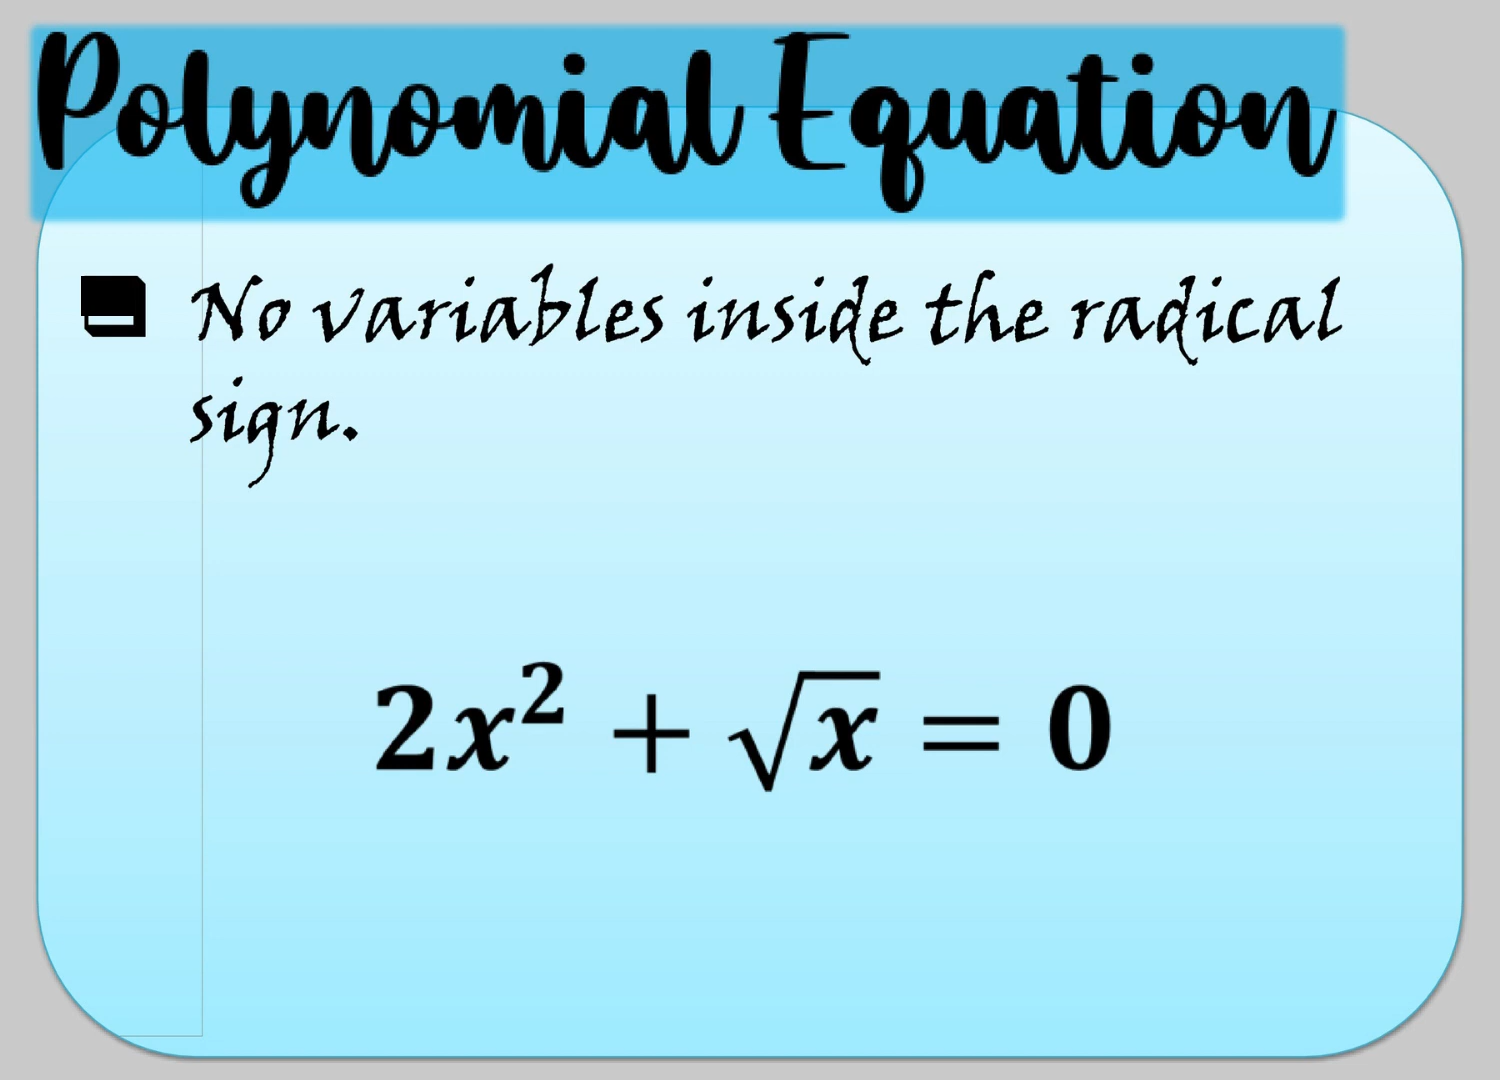 Polynomial Equation
No variables inside the radical
sign.
2x² + √x = 0